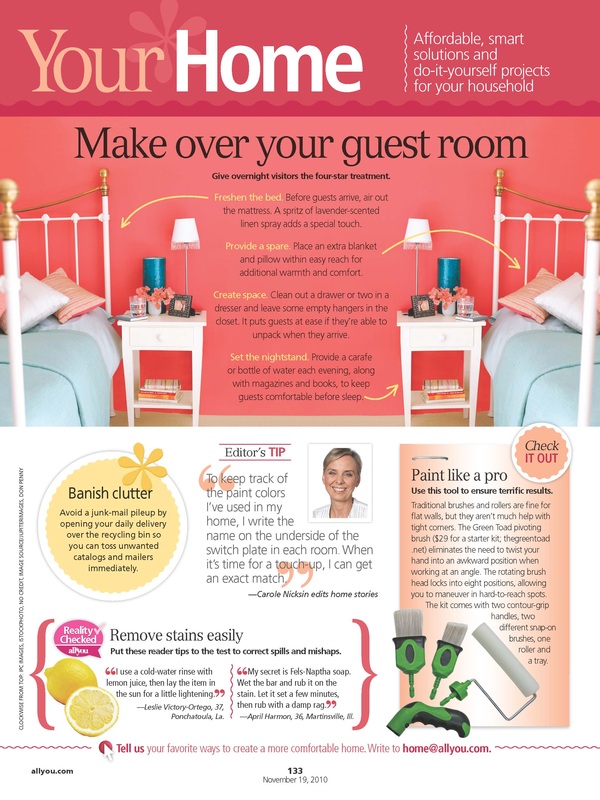 Your Home
Affordable, smart
solutions and
do-it-yourself projects
for your household
Make over your guest room
Give overnight visitors the four-star treatment.
Freshen the bed. Before guests arrive, air out
the mattress. A spritz of lavender-scented
linen spray adds a special touch.
Provide a spare. Place an extra blanket
and pillow within easy reach for
additional warmth and comfort.
Create space. Clean out a drawer or two in a
dresser and leave some empty hangers in the
closet. It puts guests at ease if they're able to
unpack when they arrive.
Set the nightstand. Provide a carafe
or bottle of water each evening, along
with magazines and books, to keep
guests comfortable before sleep.
CLOCKWISE FROM TOP: IPC IMAGES, ISTOCKPHOTO, NO CREDIT, IMAGE SOURCE/JUPITERIMAGES, DON PENNY
Banish clutter
Avoid a junk-mail pileup by
opening your daily delivery
over the recycling bin so
you can toss unwanted
catalogs and mailers
immediately.
Editor's TIP
“To keep track of
the paint colors
I've used in my
home, I write the
name on the underside of the
switch plate in each room. When
it's time for a touch-up, I can get
an exact match.”
—Carole Nicksin edits home stories
Check
IT OUT
Paint like a pro
Use this tool to ensure terrific results.
Traditional brushes and rollers are fine for
flat walls, but they aren't much help with
tight corners. The Green Toad pivoting
brush ($29 for a starter kit; thegreentoad
.net) eliminates the need to twist your
hand into an awkward position when
working at an angle. The rotating brush
head locks into eight positions, allowing
you to maneuver in hard-to-reach spots.
The kit comes with two contour-grip
handles, two
different snap-on
brushes, one
roller and
a tray.
Reality
Checked
allyou
Remove stains easily
Put these reader tips to the test to correct spills and mishaps.
“I use a cold-water rinse with
lemon juice, then lay the item in
the sun for a little lightening.”
—Leslie Victory-Ortego, 37,
Ponchatoula, La.
“My secret is Fels-Naptha soap.
Wet the bar and rub it on the
stain. Let it set a few minutes,
then rub with a damp rag.”
—April Harmon, 36, Martinsville, Ill.
Tell us your favorite ways to create a more comfortable home. Write to home@allyou.com.
allyou.com
133
November 19, 2010